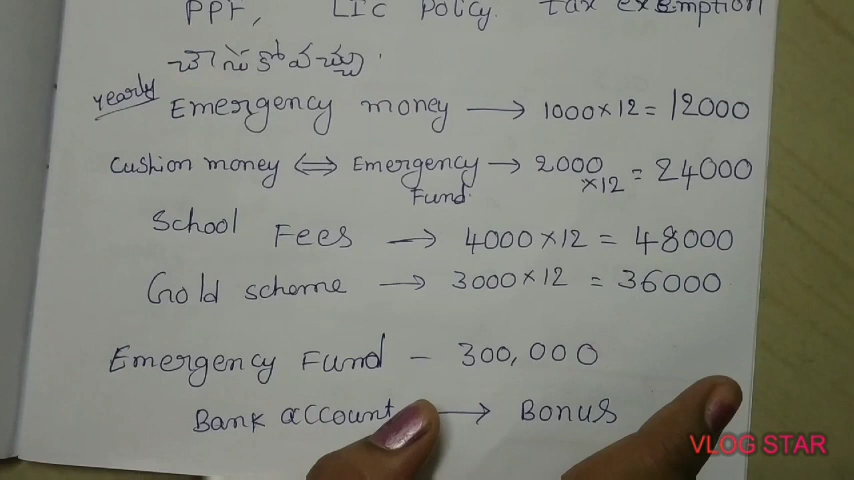 PPF, LIC Policy. Tax exemption
చూసుకోవచ్చు.
yearly Emergency money → 1000×12 = 12000
Cushion money ⟺ Emergency Fund. → 2000 ×12 = 24000
School Fees → 4000×12 = 48000
Gold scheme → 3000×12 = 36000
Emergency Fund - 300,000
Bank account → Bonus
VLOG STAR